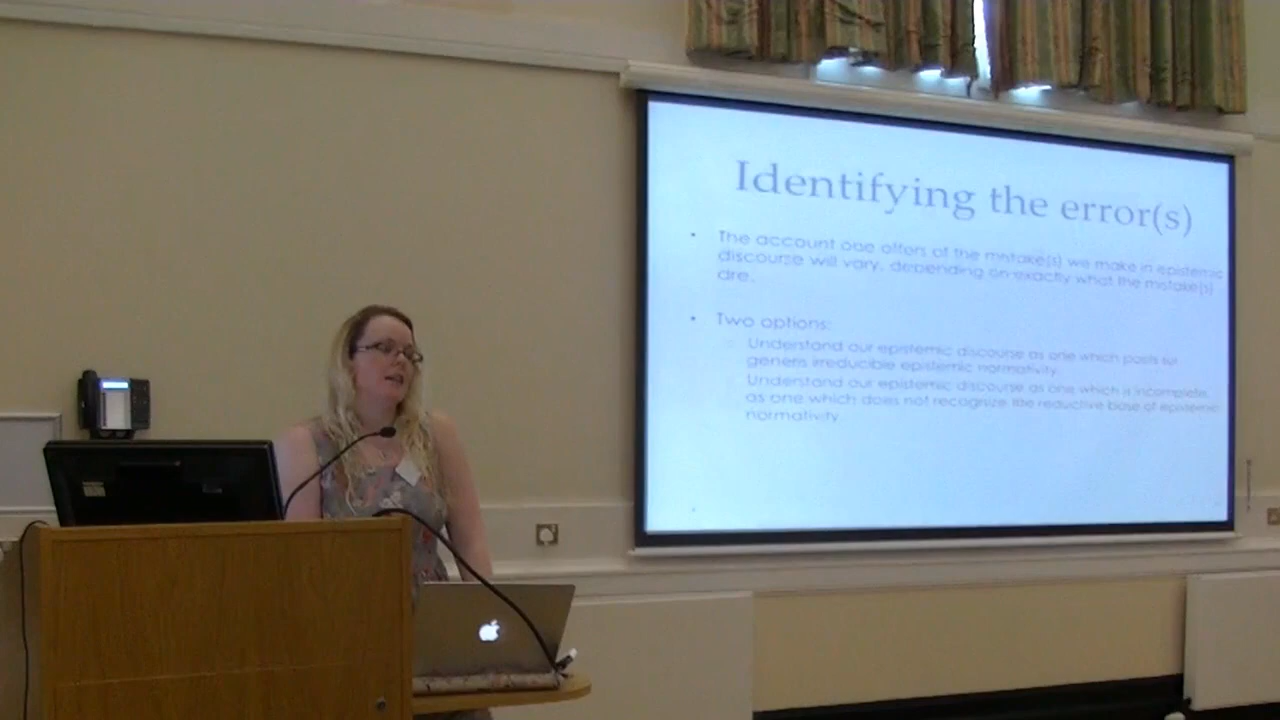 Identifying the error(s)
• The account one offers of the mistake(s) we make in epistemic
discourse will vary, depending on exactly what the mistake(s)
are.
• Two options:
Understand our epistemic discourse as one which posits sui
generis irreducible epistemic normativity.
Understand our epistemic discourse as one which is incomplete,
as one which does not recognize the reductive base of epistemic
normativity